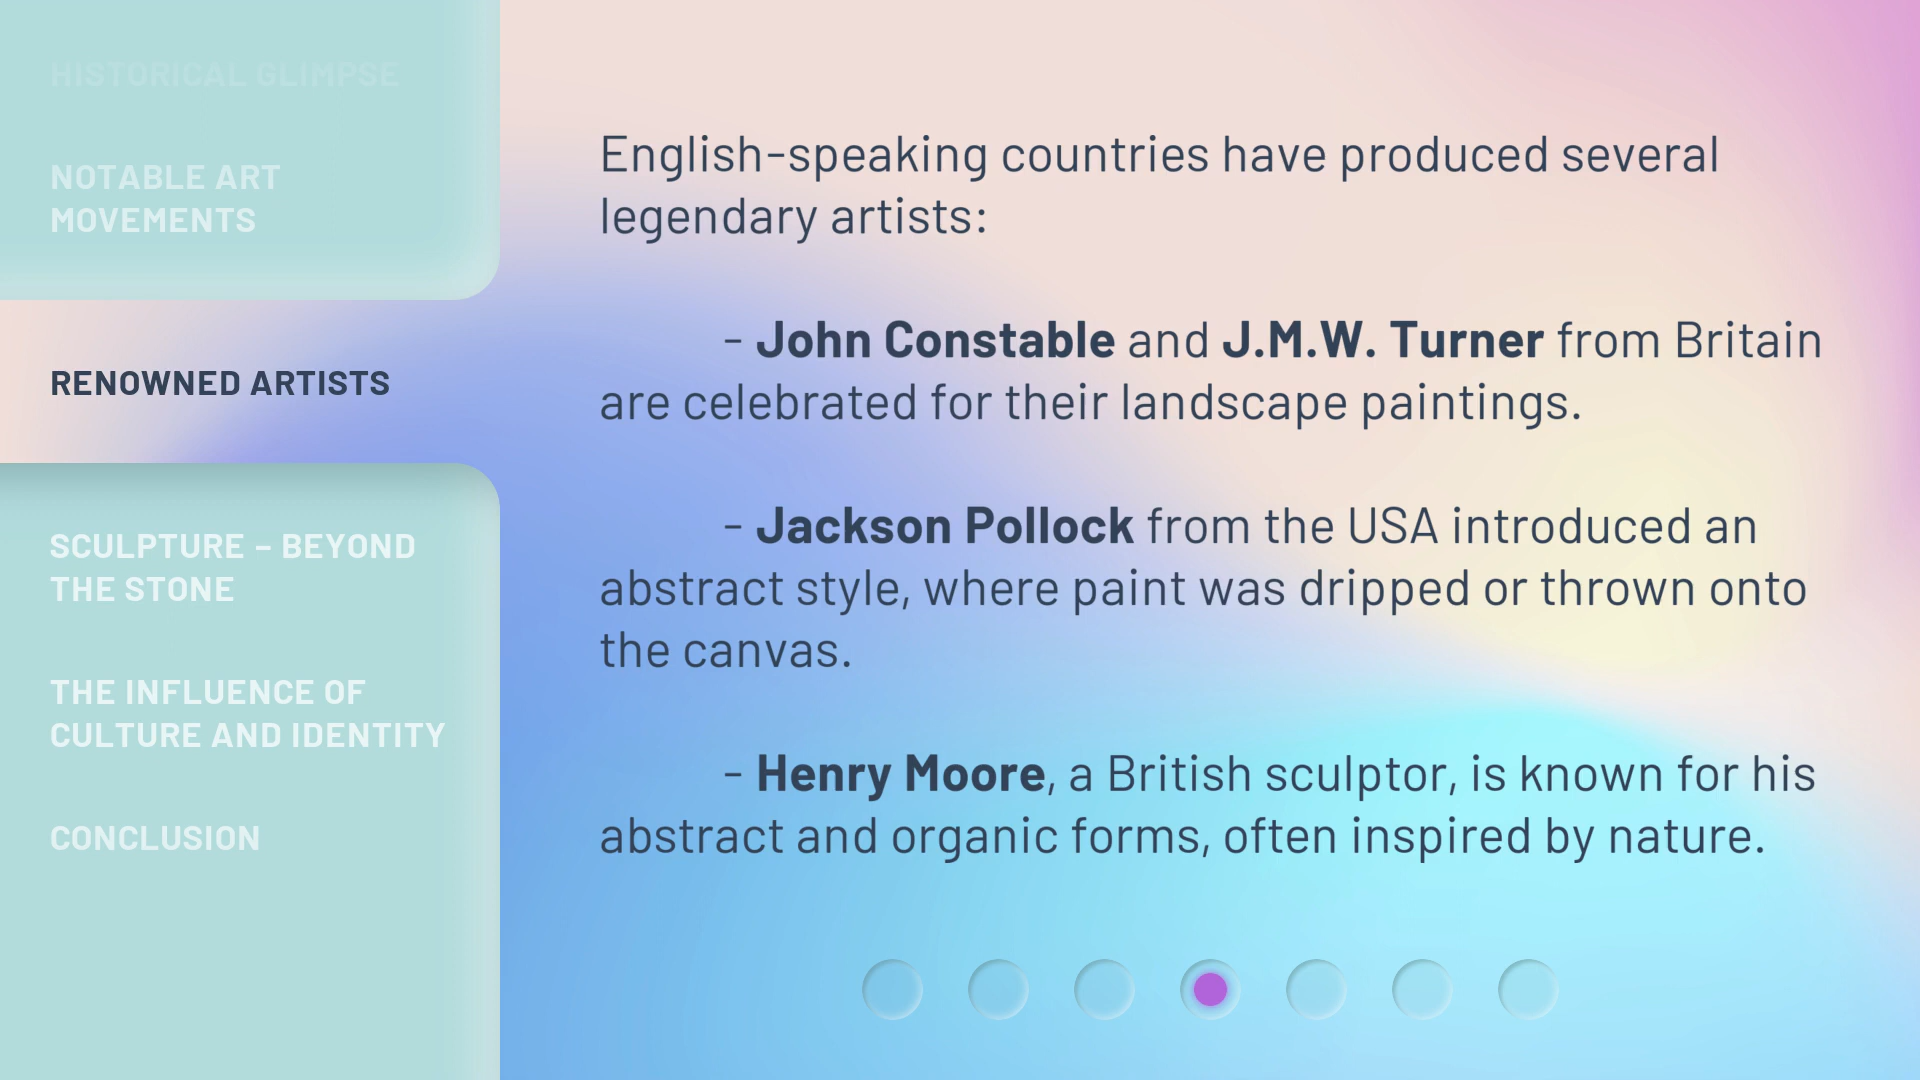 HISTORICAL GLIMPSE
NOTABLE ART
MOVEMENTS
RENOWNED ARTISTS
SCULPTURE – BEYOND
THE STONE
THE INFLUENCE OF
CULTURE AND IDENTITY
CONCLUSION
English-speaking countries have produced several
legendary artists:
- John Constable and J.M.W. Turner from Britain
are celebrated for their landscape paintings.
- Jackson Pollock from the USA introduced an
abstract style, where paint was dripped or thrown onto
the canvas.
- Henry Moore, a British sculptor, is known for his
abstract and organic forms, often inspired by nature.